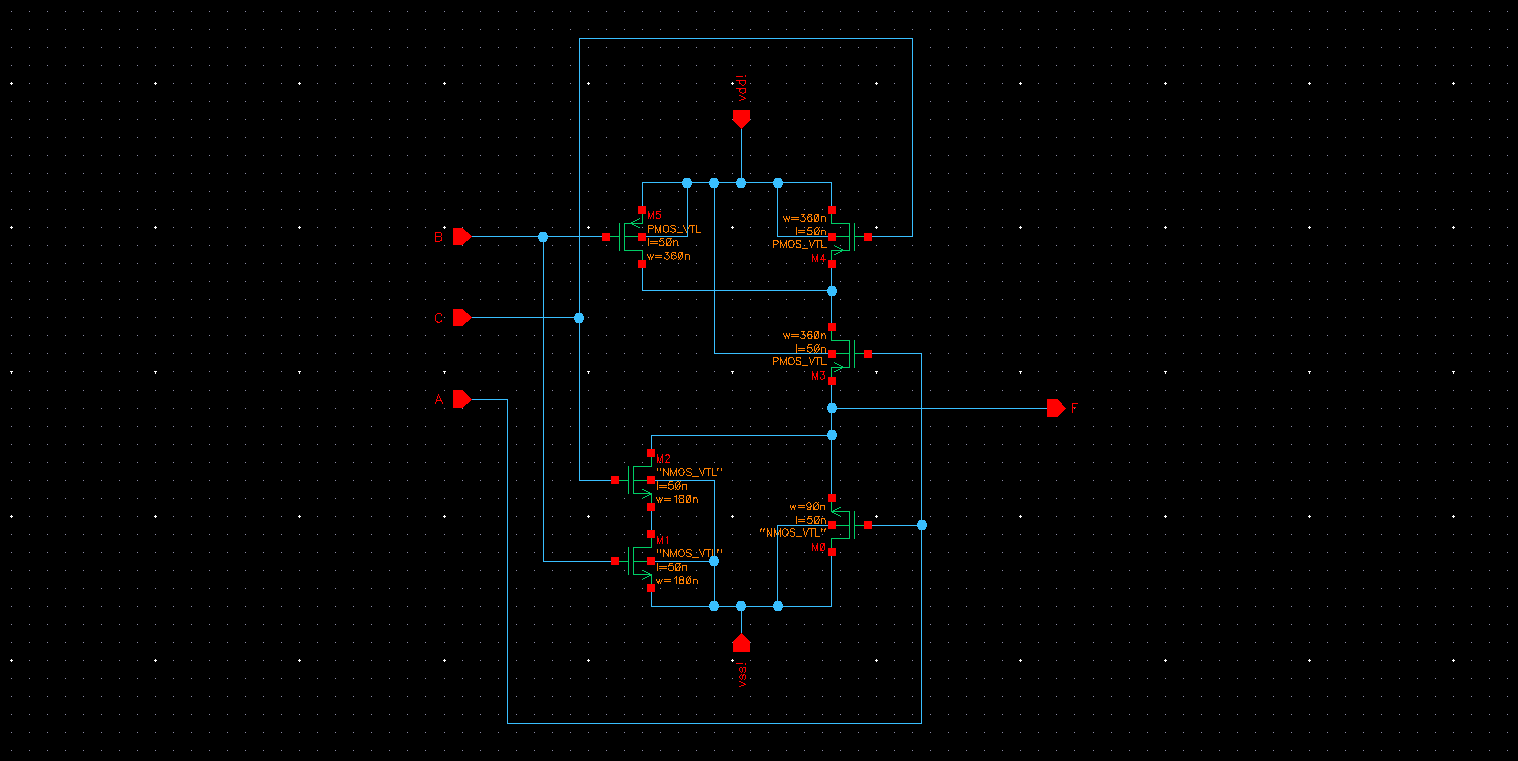 vdd!
M5
PMOS_VTL
l=50n
w=360n
w=360n
l=50n
PMOS_VTL
M4
B
C
w=360n
l=50n
PMOS_VTL
M3
A
F
M2
"NMOS_VTL"
l=50n
w=180n
M1
"NMOS_VTL"
l=50n
w=180n
w=90n
l=50n
"NMOS_VTL"
M0
vss!